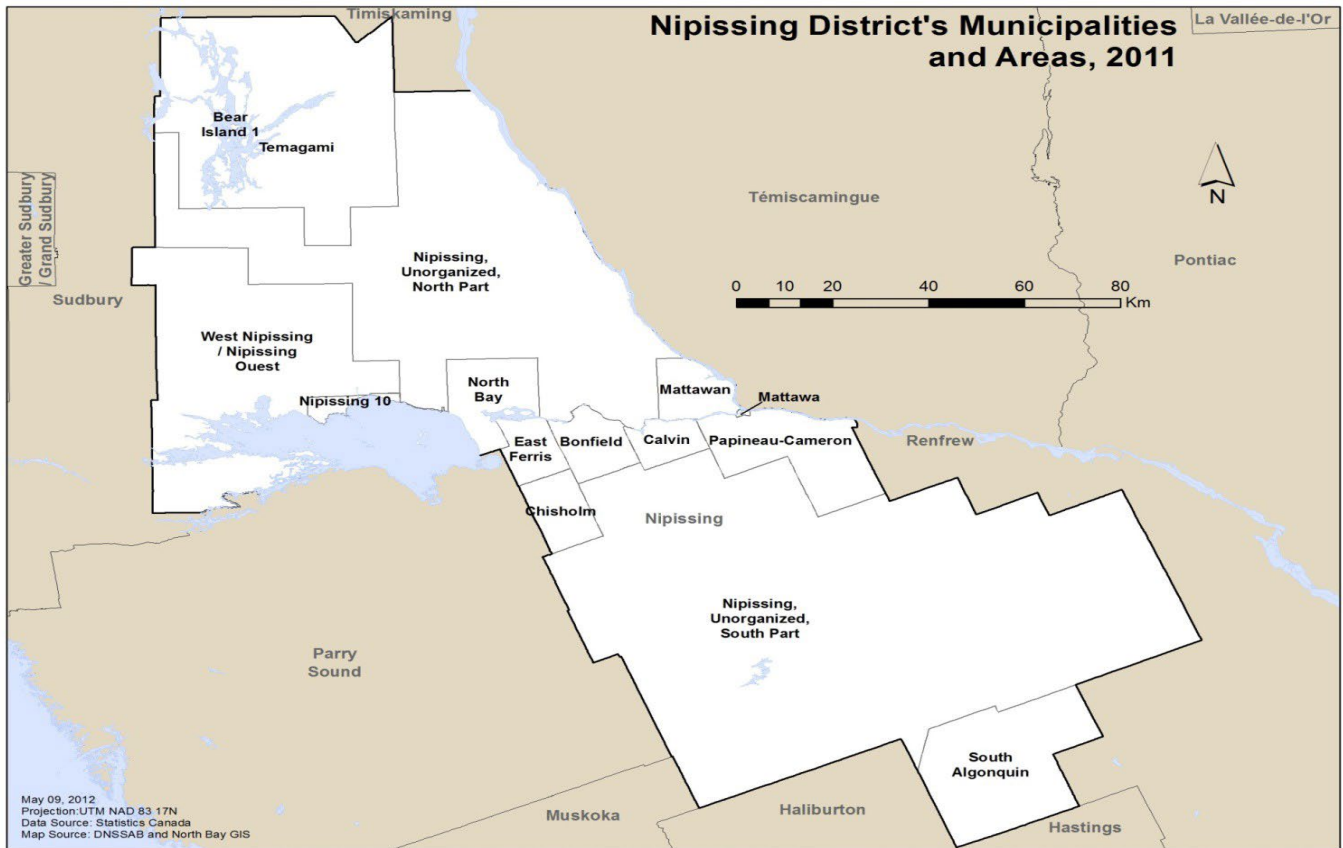 Timiskaming
Nipissing District's Municipalities
and Areas, 2011
La Vallée-de-l'Or
Bear
Island 1
Temagami
Greater Sudbury
/ Grand Sudbury
Témiscamingue
N
Nipissing,
Unorganized,
North Part
Pontiac
Sudbury
0 10 20 40 60 80
Km
West Nipissing
/ Nipissing
Ouest
Nipissing 10
North
Bay
Mattawan
Mattawa
East
Ferris
Bonfield
Calvin
Papineau-Cameron
Renfrew
Chisholm
Nipissing
Nipissing,
Unorganized,
South Part
Parry
Sound
South
Algonquin
Muskoka
Haliburton
Hastings
May 09, 2012
Projection:UTM NAD 83 17N
Data Source: Statistics Canada
Map Source: DNSSAB and North Bay GIS